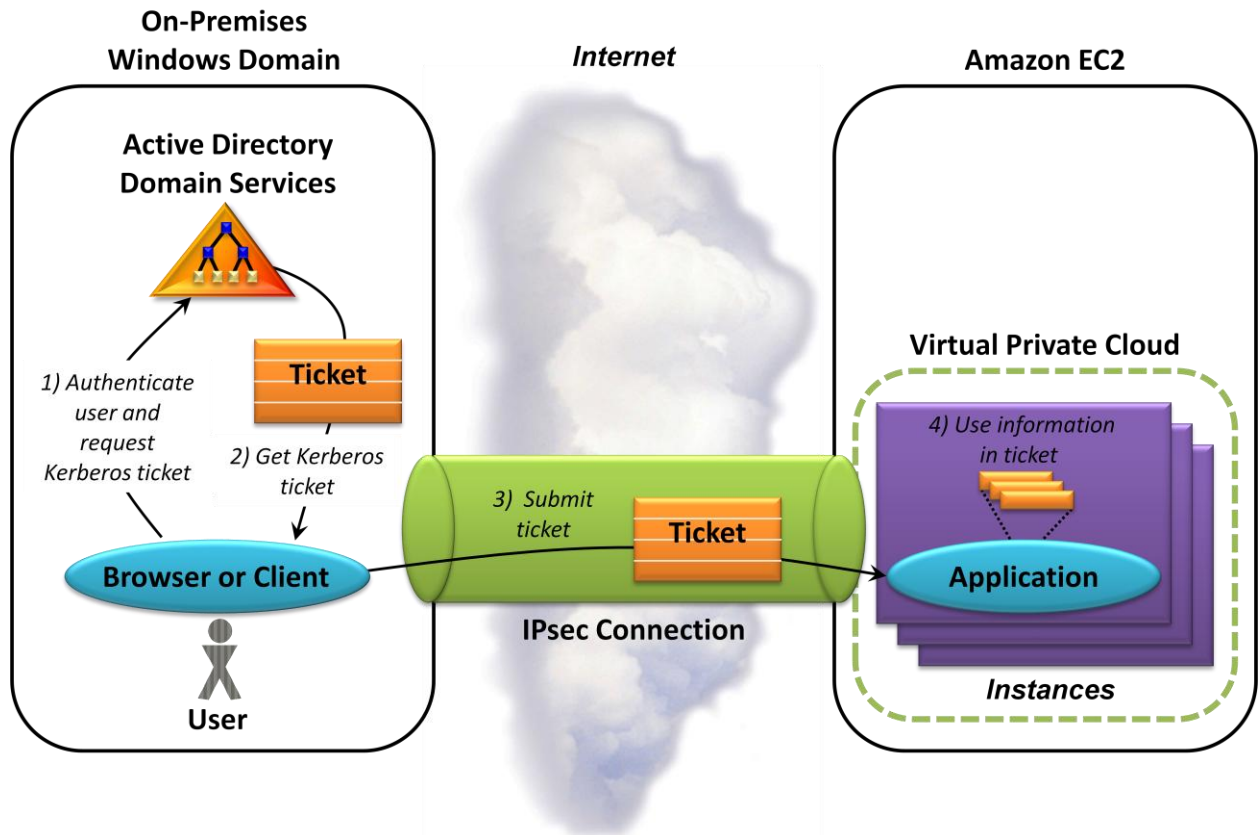 On-Premises
Windows Domain
Internet
Amazon EC2
Active Directory
Domain Services
1) Authenticate
user and
request
Kerberos ticket
Ticket
2) Get Kerberos
ticket
Browser or Client
User
3) Submit
ticket
Ticket
IPsec Connection
Virtual Private Cloud
4) Use information
in ticket
Application
Instances